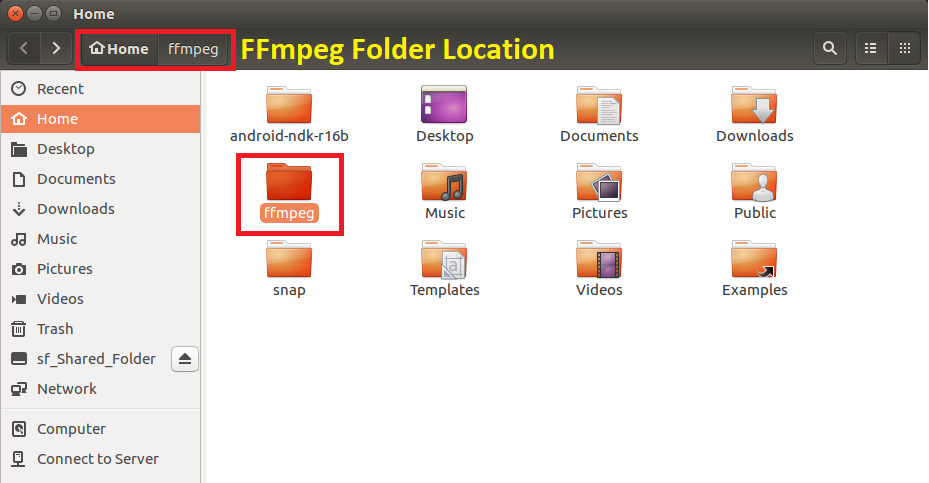 Home
Home ffmpeg FFmpeg Folder Location
Recent
Home
Desktop
Documents
Downloads
Music
Pictures
Videos
Trash
sf_Shared_Folder
Network
Computer
Connect to Server
android-ndk-r16b Desktop Documents Downloads
ffmpeg Music Pictures Public
snap Templates Videos Examples